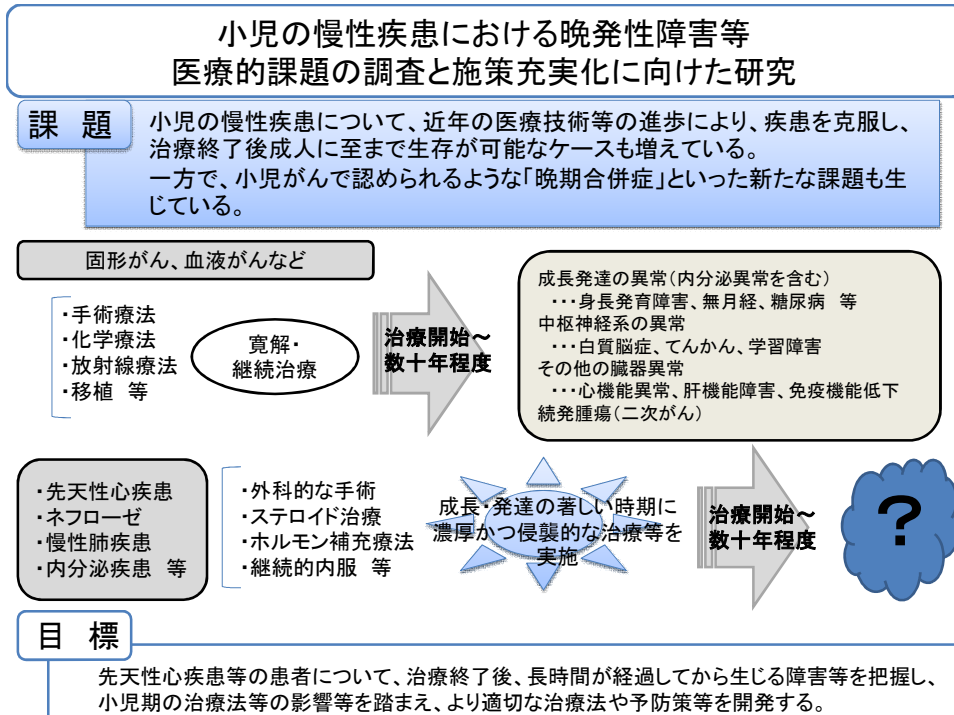 小児の慢性疾患における晩発性障害等
医療的課題の調査と施策充実化に向けた研究
課 題
小児の慢性疾患について、近年の医療技術等の進歩により、疾患を克服し、
治療終了後成人に至まで生存が可能なケースも増えている。
一方で、小児がんで認められるような「晩期合併症」といった新たな課題も生
じている。
固形がん、血液がんなど
・手術療法
・化学療法
・放射線療法
・移植 等
寛解・
継続治療
治療開始～
数十年程度
成長発達の異常(内分泌異常を含む)
・・・身長発育障害、無月経、糖尿病 等
中枢神経系の異常
・・・白質脳症、てんかん、学習障害
その他の臓器異常
・・・心機能異常、肝機能障害、免疫機能低下
続発腫瘍(二次がん)
・先天性心疾患
・ネフローゼ
・慢性肺疾患
・内分泌疾患 等
・外科的な手術
・ステロイド治療
・ホルモン補充療法
・継続的内服 等
成長・発達の著しい時期に
濃厚かつ侵襲的な治療等を
実施
治療開始～
数十年程度
?
目 標
先天性心疾患等の患者について、治療終了後、長時間が経過してから生じる障害等を把握し、
小児期の治療法等の影響等を踏まえ、より適切な治療法や予防策等を開発する。